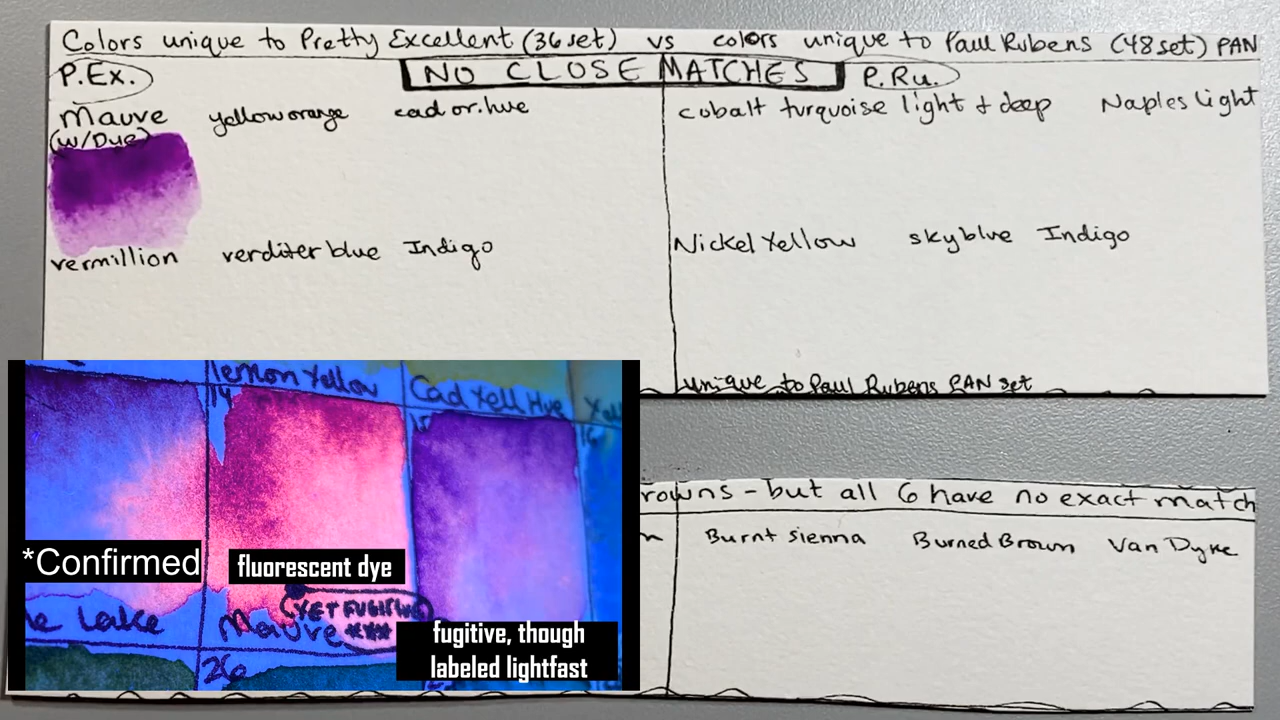 Colors unique to Pretty Excellent (36 set) vs colors unique to Paul Rubens (48 set) PAN
P.Ex. NO CLOSE MATCHES P.Ru.
Mauve yellow orange cad or. hue cobalt turquoise light & deep Naples Light
(w/Dye)
vermillion verditer blue Indigo Nickel Yellow sky blue Indigo
unique to Paul Rubens PAN set
lemon Yellow Cad Yell Hue Yell
14
15
16
*Confirmed
fluorescent dye
e Lake Mauve YET FUGITIVE ***
fugitive, though
labeled lightfast
26
rowns - but all 6 have no exact match
n Burnt sienna Burned Brown Van Dyke